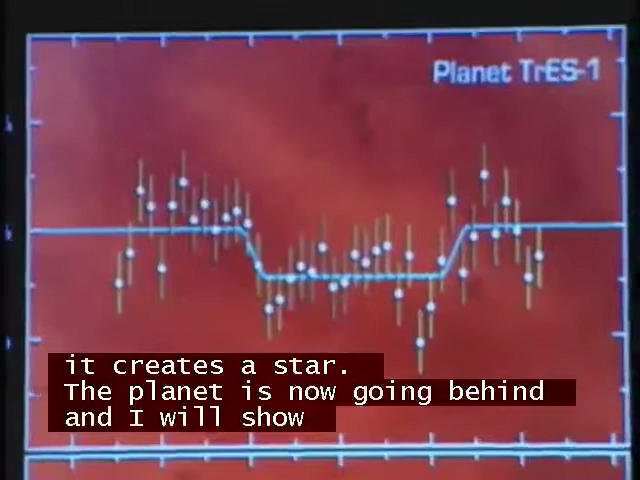 Planet TrES-1
it creates a star.
The planet is now going behind
and I will show